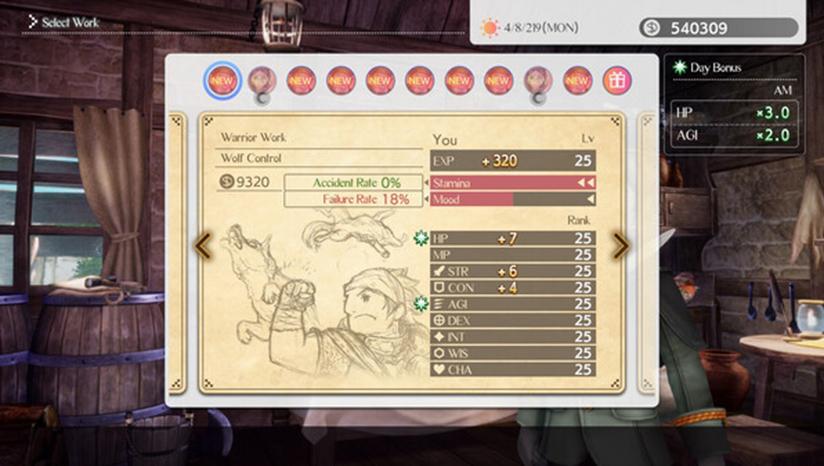 Select Work
4/8/219(MON)
540309
NEW NEW NEW NEW NEW NEW NEW NEW
Day Bonus
AM
HP ×3.0
AGI ×2.0
Warrior Work
Wolf Control
9320
Accident Rate 0%
Failure Rate 18%
You Lv
EXP +320 25
Stamina
Mood
Rank
HP +7 25
MP 25
STR +6 25
CON +4 25
AGI 25
DEX 25
INT 25
WIS 25
CHA 25